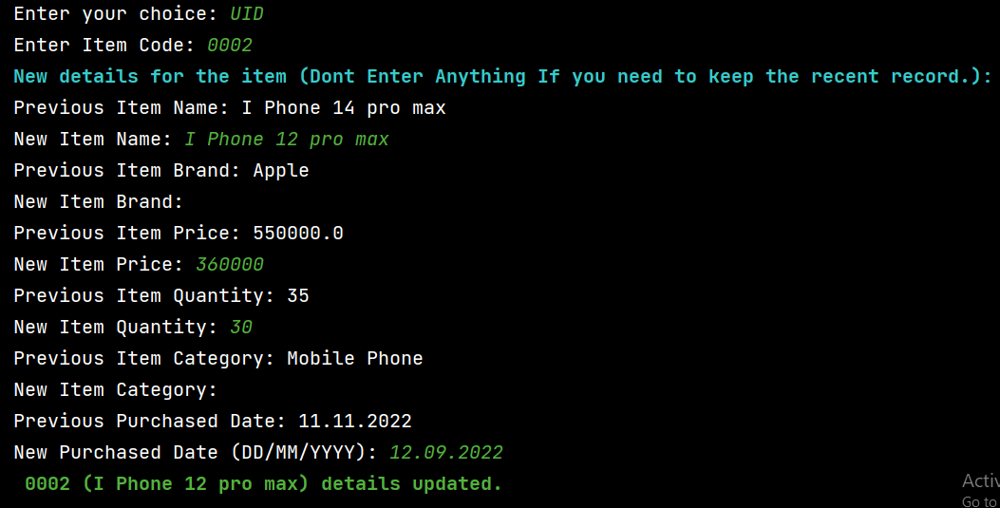 Enter your choice: UID
Enter Item Code: 0002
New details for the item (Dont Enter Anything If you need to keep the recent record.):
Previous Item Name: I Phone 14 pro max
New Item Name: I Phone 12 pro max
Previous Item Brand: Apple
New Item Brand:
Previous Item Price: 550000.0
New Item Price: 360000
Previous Item Quantity: 35
New Item Quantity: 30
Previous Item Category: Mobile Phone
New Item Category:
Previous Purchased Date: 11.11.2022
New Purchased Date (DD/MM/YYYY): 12.09.2022
0002 (I Phone 12 pro max) details updated.
Go to